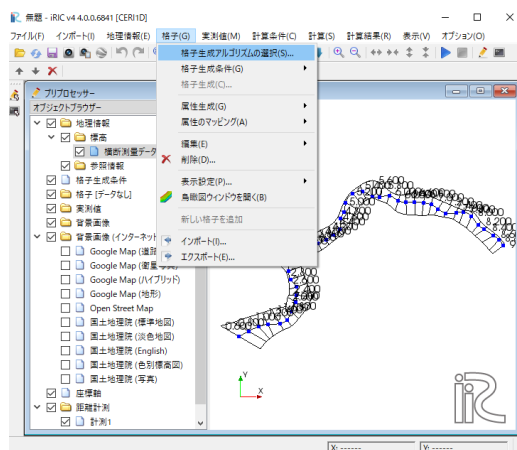 無題 - iRIC v4.0.0.6841 [CERI1D]
ファイル(F) インポート(I) 地理情報(E) 格子(G) 実測値(M) 計算条件(C) 計算(S) 計算結果(R) 表示(V) オプション(O)
格子生成アルゴリズムの選択(S)...
格子生成条件(G)
格子生成(C)...
属性生成(G)
属性のマッピング(A)
編集(E)
削除(D)...
表示設定(P)...
鳥瞰図ウィンドウを開く(B)
新しい格子を追加
インポート(I)...
エクスポート(E)...
プリプロセッサー
オブジェクトブラウザー
地理情報
標高
横断測量データ
参照情報
格子生成条件
格子 [データなし]
実測値
背景画像
背景画像 (インターネット
Google Map (道路
Google Map (衛星写真)
Google Map (ハイブリッド)
Google Map (地形)
Open Street Map
国土地理院 (標準地図)
国土地理院 (淡色地図)
国土地理院 (English)
国土地理院 (色別標高図)
国土地理院 (写真)
座標軸
距離計測
計測1
5.600
8.200
Y
X
iRIC
X: ------
Y: ------